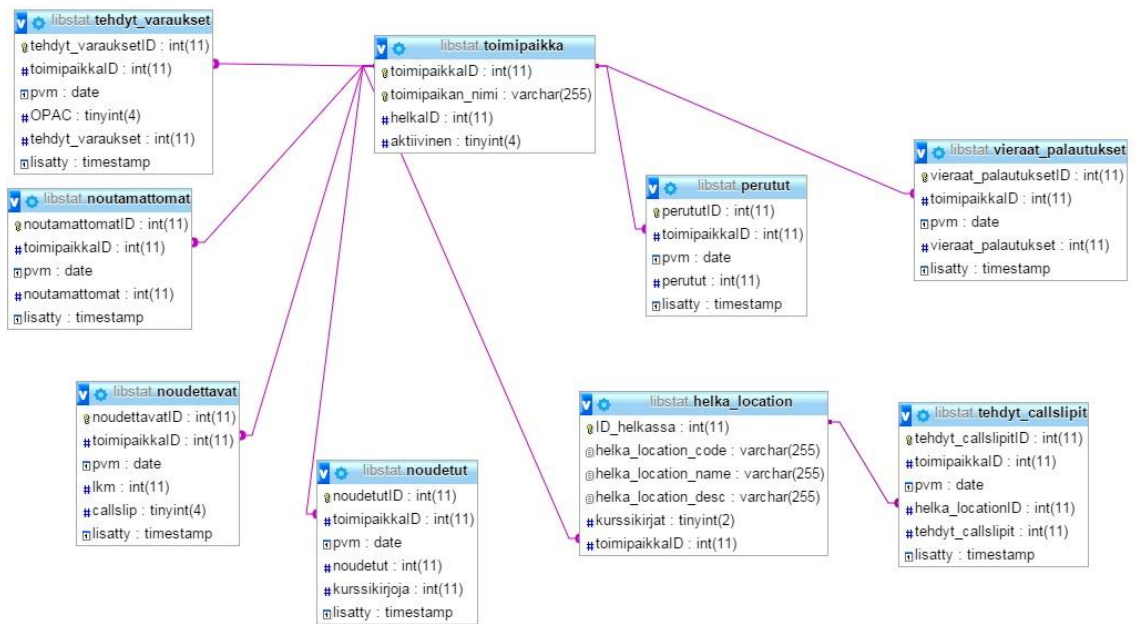 libstat tehdyt_varaukset
tehdyt_varauksetID : int(11)
toimipaikkaID : int(11)
pvm : date
OPAC : tinyint(4)
tehdyt_varaukset : int(11)
lisatty : timestamp
libstat toimipaikka
toimipaikkaID : int(11)
toimipaikan_nimi : varchar(255)
helkaID : int(11)
aktiivinen : tinyint(4)
libstat vieraat_palautukset
vieraat_palautuksetID : int(11)
toimipaikkaID : int(11)
pvm : date
vieraat_palautukset : int(11)
lisatty : timestamp
libstat noutamattomat
noutamattomatID : int(11)
toimipaikkaID : int(11)
pvm : date
noutamattomat : int(11)
lisatty : timestamp
libstat perutut
perututID : int(11)
toimipaikkaID : int(11)
pvm : date
perutut : int(11)
lisatty : timestamp
libstat noudettavat
noudettavatID : int(11)
toimipaikkaID : int(11)
pvm : date
lkm : int(11)
callslip : tinyint(4)
lisatty : timestamp
libstat noudetut
noudetutID : int(11)
toimipaikkaID : int(11)
pvm : date
noudetut : int(11)
kurssikirjoja : int(11)
lisatty : timestamp
libstat helka_location
ID_helkassa : int(11)
helka_location_code : varchar(255)
helka_location_name : varchar(255)
helka_location_desc : varchar(255)
kurssikirjat : tinyint(2)
toimipaikkaID : int(11)
libstat tehdyt_callslipit
tehdyt_callslipitID : int(11)
toimipaikkaID : int(11)
pvm : date
helka_locationID : int(11)
tehdyt_callslipit : int(11)
lisatty : timestamp